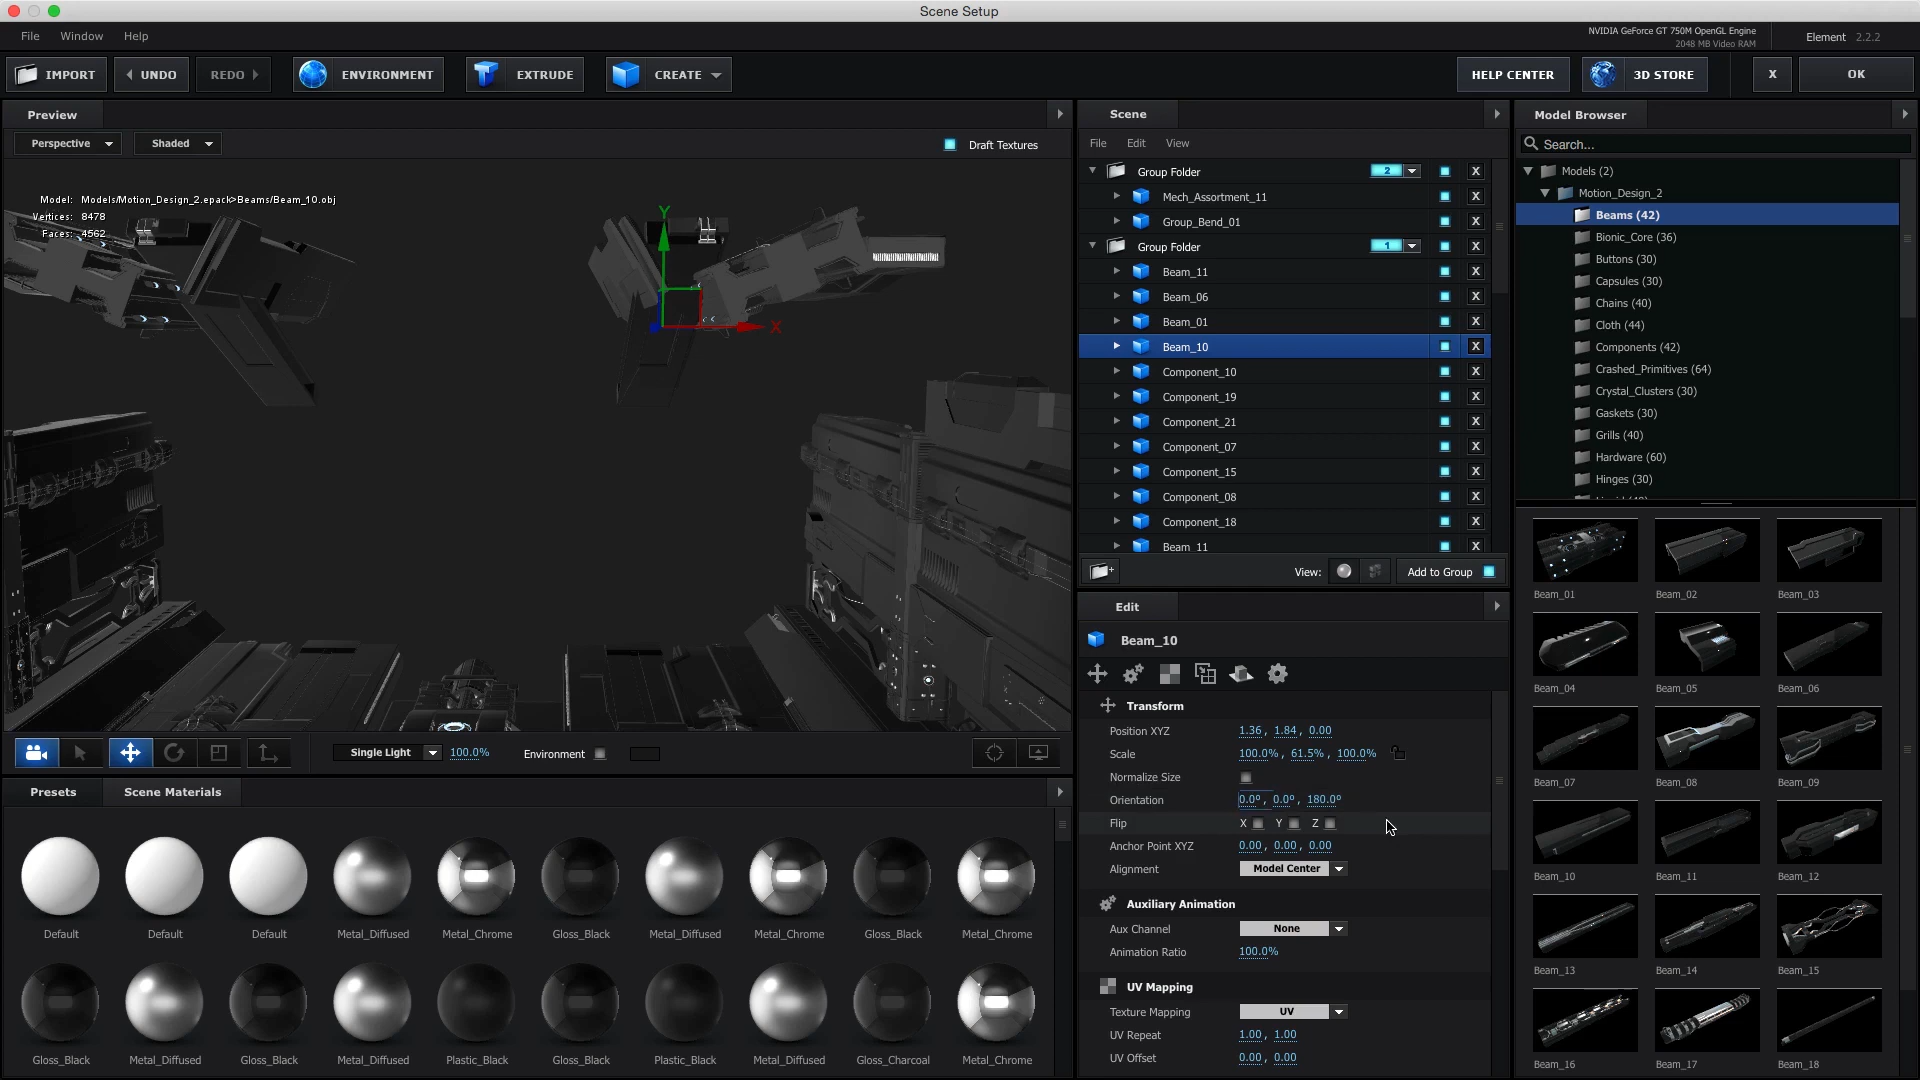 Scene Setup
File Window Help
NVIDIA GeForce GT 750M OpenGL Engine
2048 MB Video RAM
Element 2.2.2
IMPORT UNDO REDO ENVIRONMENT EXTRUDE CREATE HELP CENTER 3D STORE X OK
Preview
Perspective Shaded Draft Textures
Model: Models/Motion_Design_2.epack>Beams/Beam_10.obj
Vertices: 8478
Faces: 4562
Y
X
Single Light 100.0% Environment
Presets Scene Materials
Default Default Default Metal_Diffused Metal_Chrome Gloss_Black Metal_Diffused Metal_Chrome Gloss_Black Metal_Chrome
Gloss_Black Metal_Diffused Gloss_Black Metal_Diffused Plastic_Black Gloss_Black Plastic_Black Metal_Diffused Gloss_Charcoal Metal_Chrome
Scene
File Edit View
Group Folder 2 X
Mech_Assortment_11 X
Group_Bend_01 X
Group Folder 1 X
Beam_11 X
Beam_06 X
Beam_01 X
Beam_10 X
Component_10 X
Component_19 X
Component_21 X
Component_07 X
Component_15 X
Component_08 X
Component_18 X
Beam_11 X
View: Add to Group
Edit
Beam_10
Transform
Position XYZ 1.36, 1.84, 0.00
Scale 100.0%, 61.5%, 100.0%
Normalize Size
Orientation 0.0°, 0.0°, 180.0°
Flip X Y Z
Anchor Point XYZ 0.00, 0.00, 0.00
Alignment Model Center
Auxiliary Animation
Aux Channel None
Animation Ratio 100.0%
UV Mapping
Texture Mapping UV
UV Repeat 1.00, 1.00
UV Offset 0.00, 0.00
Model Browser
Search...
Models (2)
Motion_Design_2
Beams (42)
Bionic_Core (36)
Buttons (30)
Capsules (30)
Chains (40)
Cloth (44)
Components (42)
Crashed_Primitives (64)
Crystal_Clusters (30)
Gaskets (30)
Grills (40)
Hardware (60)
Hinges (30)
Beam_01 Beam_02 Beam_03
Beam_04 Beam_05 Beam_06
Beam_07 Beam_08 Beam_09
Beam_10 Beam_11 Beam_12
Beam_13 Beam_14 Beam_15
Beam_16 Beam_17 Beam_18